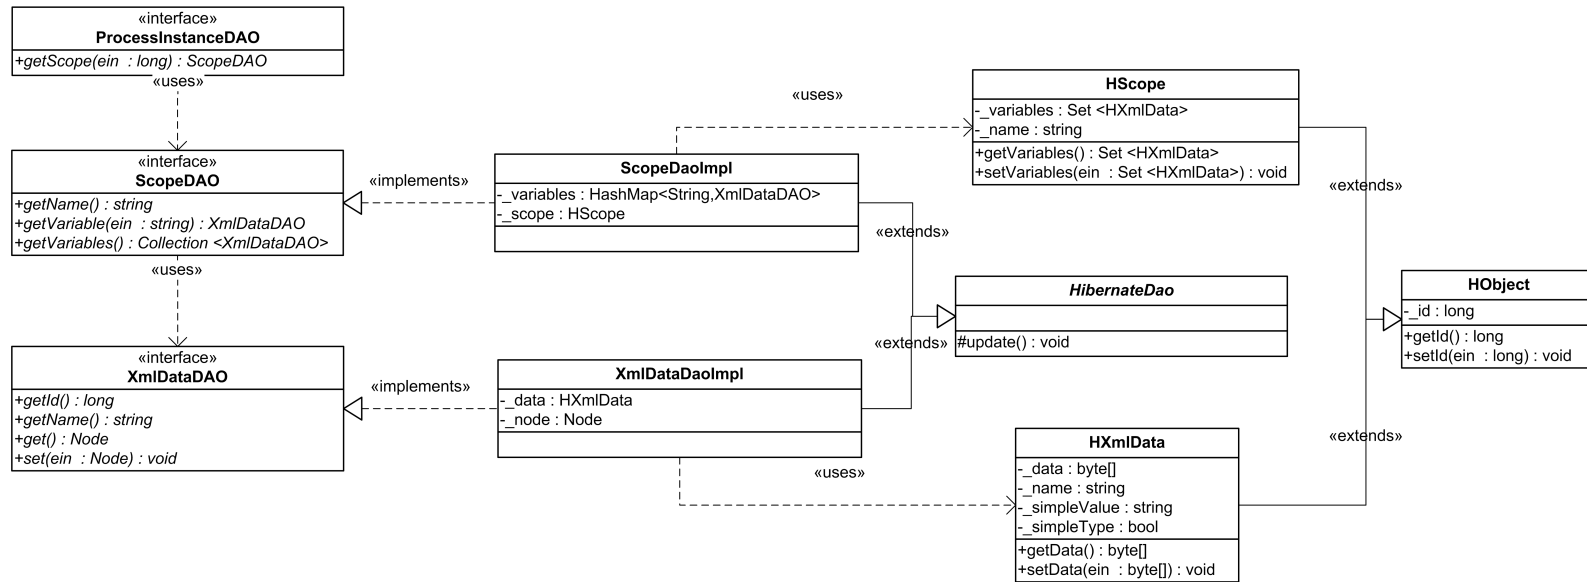 «interface»
ProcessInstanceDAO
+getScope(ein : long) : ScopeDAO
«uses»
«interface»
ScopeDAO
+getName() : string
+getVariable(ein : string) : XmlDataDAO
+getVariables() : Collection <XmlDataDAO>
«uses»
«interface»
XmlDataDAO
+getId() : long
+getName() : string
+get() : Node
+set(ein : Node) : void
«implements»
«implements»
ScopeDaoImpl
-_variables : HashMap<String,XmlDataDAO>
-_scope : HScope
XmlDataDaoImpl
-_data : HXmlData
-_node : Node
«uses»
«extends»
«extends»
«uses»
HibernateDao
#update() : void
HScope
-_variables : Set <HXmlData>
-_name : string
+getVariables() : Set <HXmlData>
+setVariables(ein : Set <HXmlData>) : void
HXmlData
-_data : byte[]
-_name : string
-_simpleValue : string
-_simpleType : bool
+getData() : byte[]
+setData(ein : byte[]) : void
«extends»
«extends»
HObject
-_id : long
+getId() : long
+setId(ein : long) : void